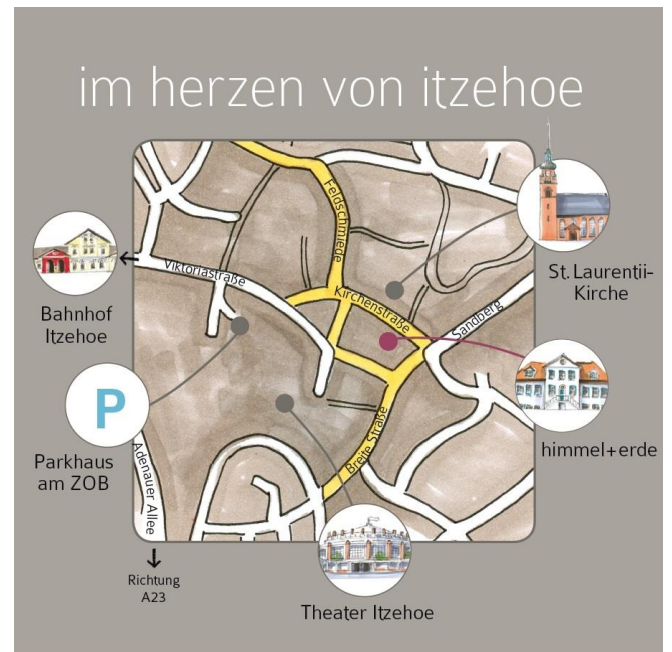 im herzen von itzehoe
Feldschmiede
St. Laurentii-
Kirche
Viktoriastraße
Bahnhof
Itzehoe
Kirchenstraße
Sandberg
P
Parkhaus
am ZOB
himmel+erde
Breite Straße
Adenauer Allee
Richtung
A23
Theater Itzehoe